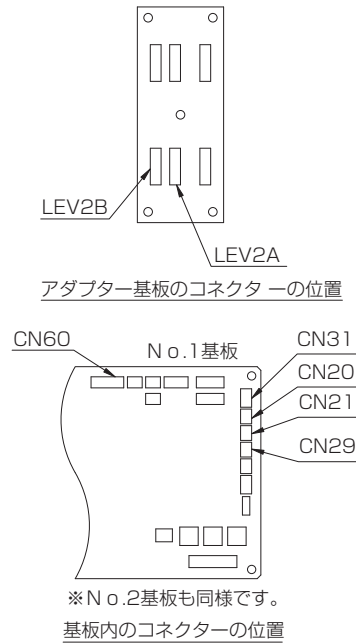 LEV2B
LEV2A
アダプター基板のコネクターの位置
CN60
No.1基板
CN31
CN20
CN21
CN29
※No.2基板も同様です。
基板内のコネクターの位置